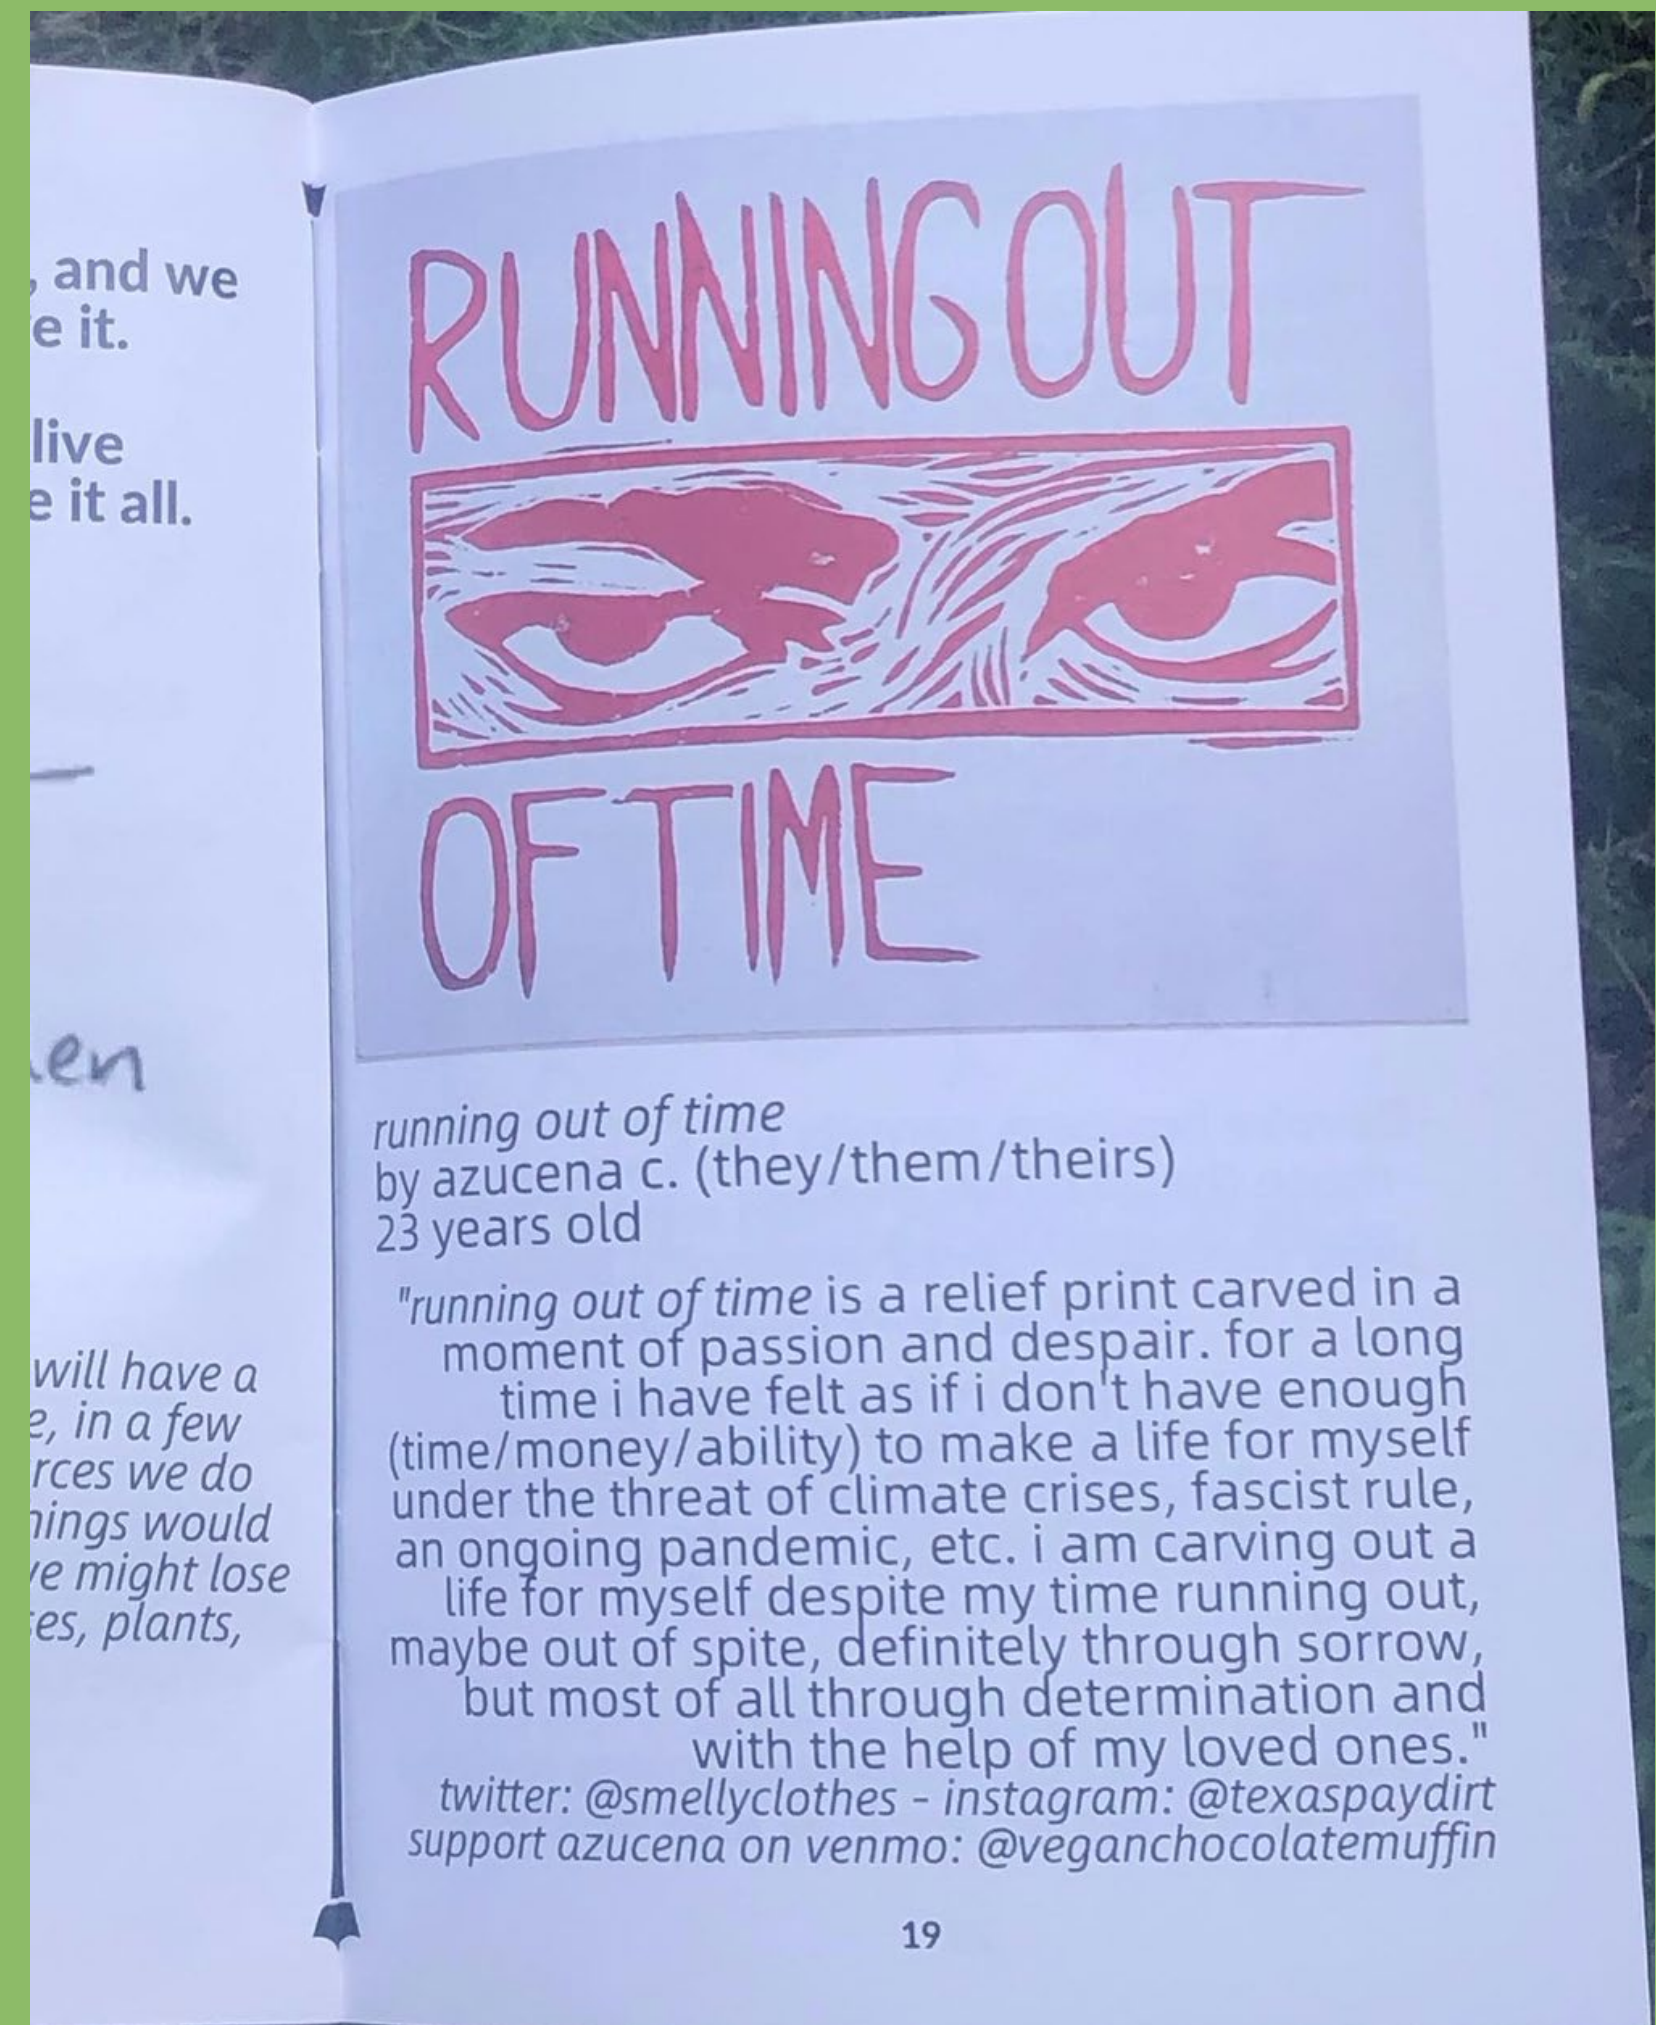 , and we
e it.
live
e it all.
en
will have a
e, in a few
rces we do
ings would
e might lose
es, plants,
RUNNING OUT
OF TIME
running out of time
by azucena c. (they/them/theirs)
23 years old
"running out of time is a relief print carved in a
moment of passion and despair. for a long
time i have felt as if i don't have enough
(time/money/ability) to make a life for myself
under the threat of climate crises, fascist rule,
an ongoing pandemic, etc. i am carving out a
life for myself despite my time running out,
maybe out of spite, definitely through sorrow,
but most of all through determination and
with the help of my loved ones."
twitter: @smellyclothes - instagram: @texaspaydirt
support azucena on venmo: @veganchocolatemuffin
19